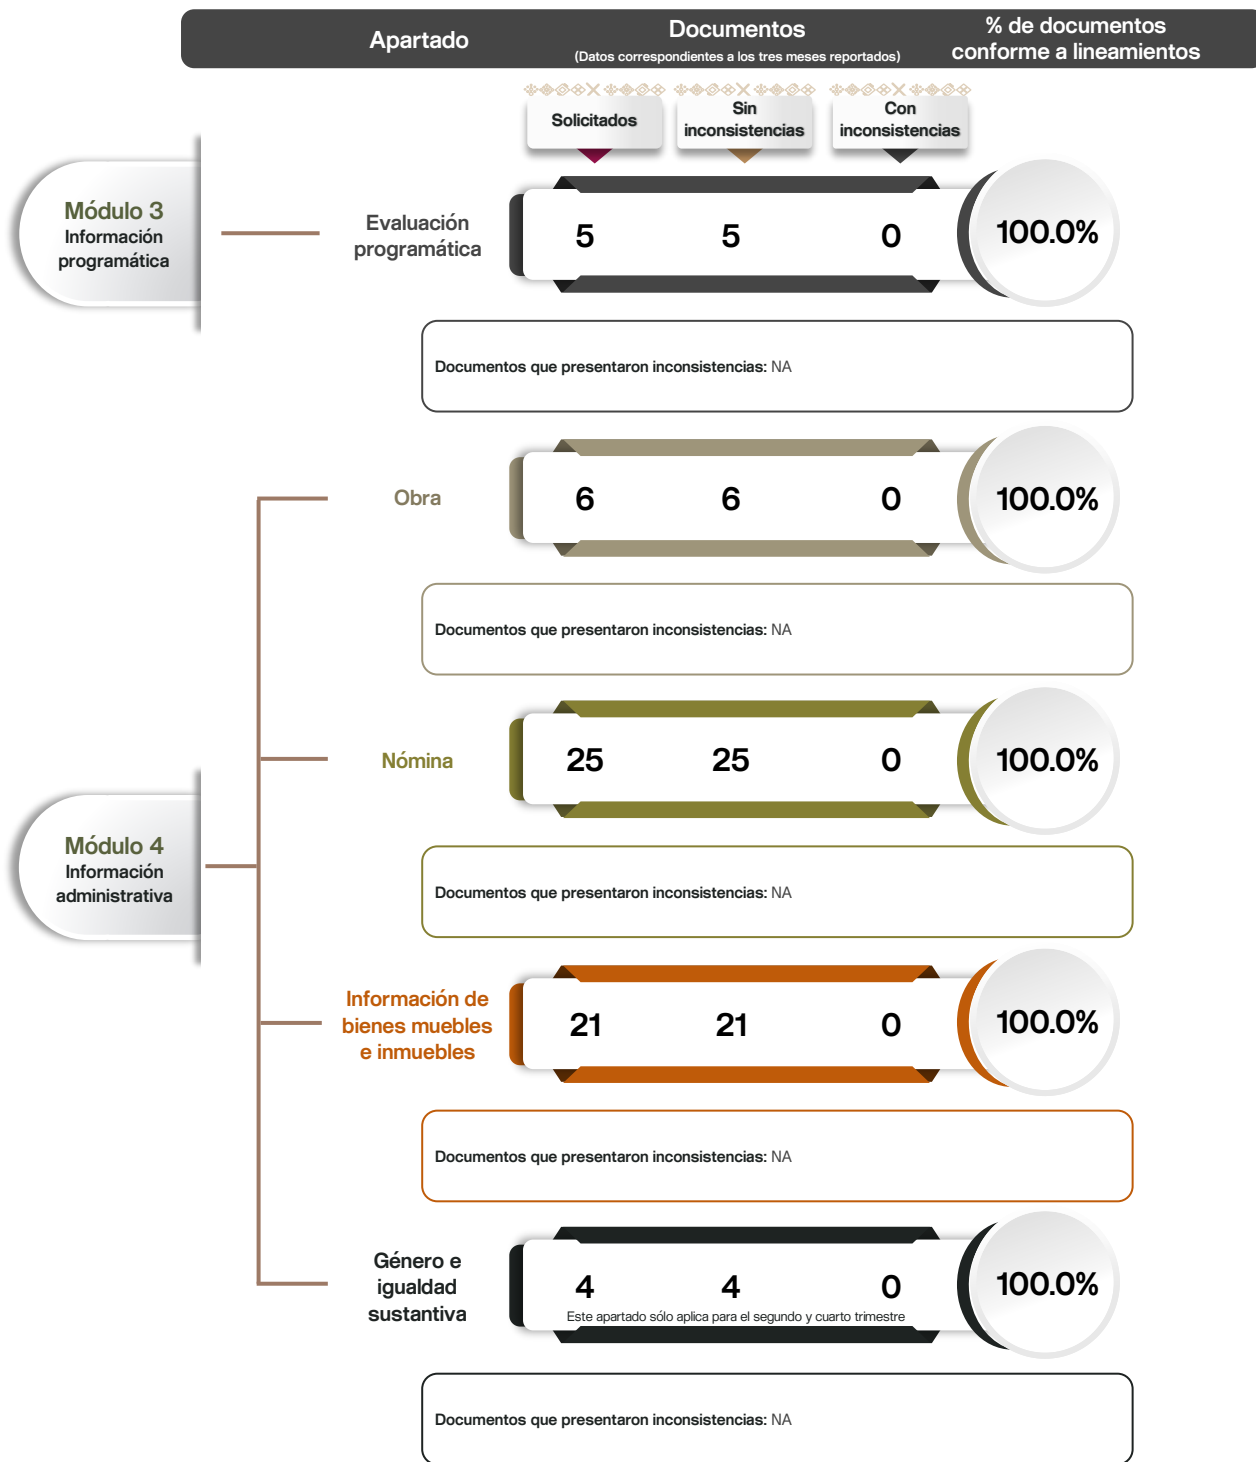 Apartado
Documentos
(Datos correspondientes a los tres meses reportados)
% de documentos
conforme a lineamientos
Solicitados
Sin
inconsistencias
Con
inconsistencias
Módulo 3
Información
programática
Evaluación
programática
5 5 0 100.0%
Documentos que presentaron inconsistencias: NA
Obra
6 6 0 100.0%
Documentos que presentaron inconsistencias: NA
Nómina
25 25 0 100.0%
Documentos que presentaron inconsistencias: NA
Módulo 4
Información
administrativa
Información de
bienes muebles
e inmuebles
21 21 0 100.0%
Documentos que presentaron inconsistencias: NA
Género e
igualdad
sustantiva
4 4 0 100.0%
Este apartado sólo aplica para el segundo y cuarto trimestre
Documentos que presentaron inconsistencias: NA